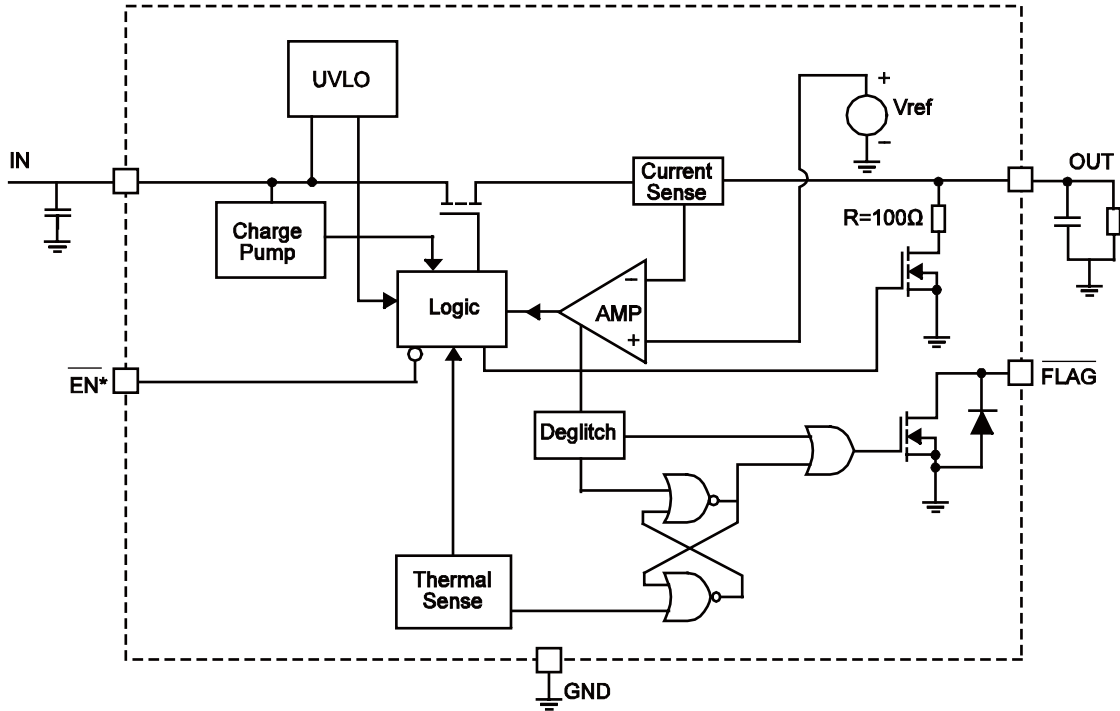 UVLO
+
Vref
−
IN
OUT
Current
Sense
R=100Ω
Charge
Pump
Logic
−
AMP
+
EN*
FLAG
Deglitch
Thermal
Sense
GND